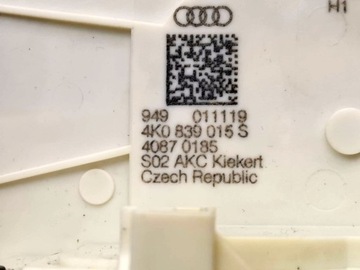 H1
949 011119
4K0 839 015 S
4087 0185
S02 AKC Kiekert
Czech Republic